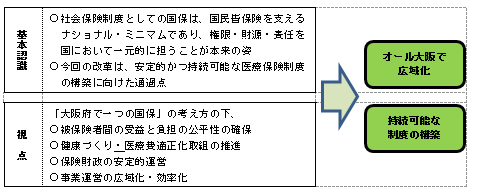 基本認識
○社会保険制度としての国保は、国民皆保険を支える
ナショナル・ミニマムであり、権限・財源・責任を
国において一元的に担うことが本来の姿
○今回の改革は、安定的かつ持続可能な医療保険制度
の構築に向けた通過点
視点
「大阪府で一つの国保」の考え方の下、
○被保険者間の受益と負担の公平性の確保
○健康づくり・医療費適正化取組の推進
○保険財政の安定的運営
○事業運営の広域化・効率化
オール大阪で
広域化
持続可能な
制度の構築